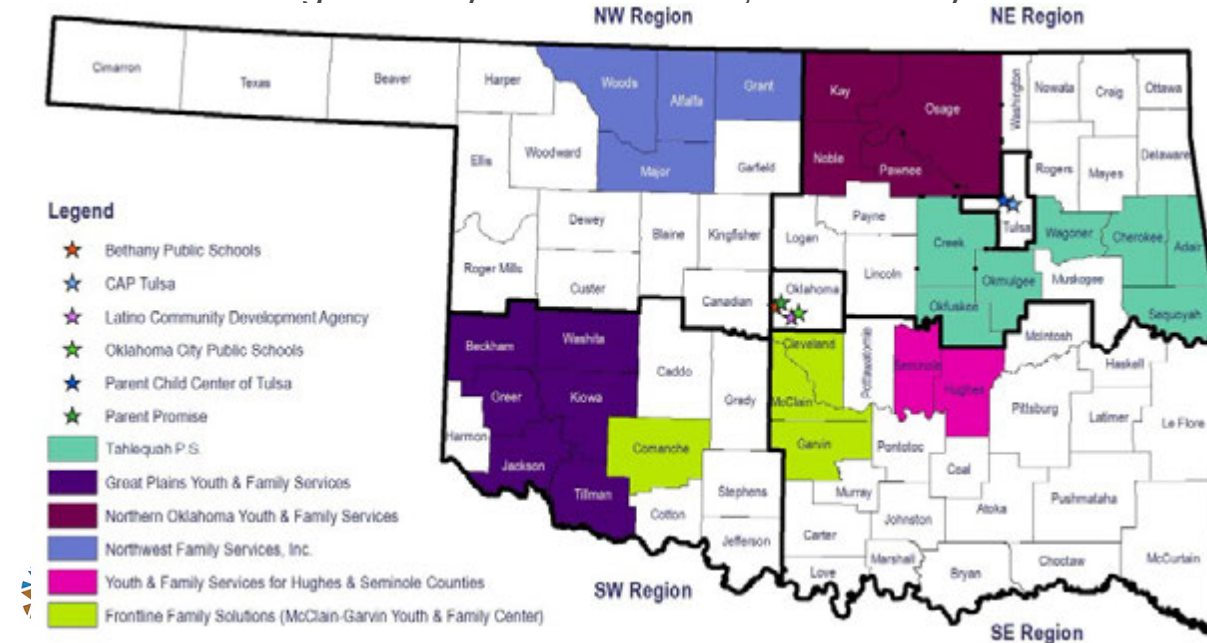 NW Region
NE Region
Cimarron
Texas
Beaver
Harper
Woods
Alfalfa
Grant
Kay
Osage
Washington
Nowata
Craig
Ottawa
Ellis
Woodward
Major
Garfield
Noble
Pawnee
Rogers
Mayes
Delaware
Legend
Bethany Public Schools
CAP Tulsa
Latino Community Development Agency
Oklahoma City Public Schools
Parent Child Center of Tulsa
Parent Promise
Tahlequah P.S.
Great Plains Youth & Family Services
Northern Oklahoma Youth & Family Services
Northwest Family Services, Inc.
Youth & Family Services for Hughes & Seminole Counties
Frontline Family Solutions (McClain-Garvin Youth & Family Center)
Dewey
Blaine
Kingfisher
Logan
Payne
Creek
Tulsa
Wagoner
Cherokee
Adair
Roger Mills
Custer
Canadian
Oklahoma
Lincoln
Okmulgee
Muskogee
Okfuskee
Sequoyah
Beckham
Washita
Caddo
Grady
Cleveland
Pottawatomie
Seminole
Hughes
McIntosh
Haskell
Greer
Kiowa
McClain
Pittsburg
Latimer
Le Flore
Harmon
Jackson
Comanche
Garvin
Pontotoc
Coal
Tillman
Stephens
Murray
Cotton
Johnston
Atoka
Pushmataha
Jefferson
Carter
Love
Marshall
Bryan
Choctaw
McCurtain
SW Region
SE Region